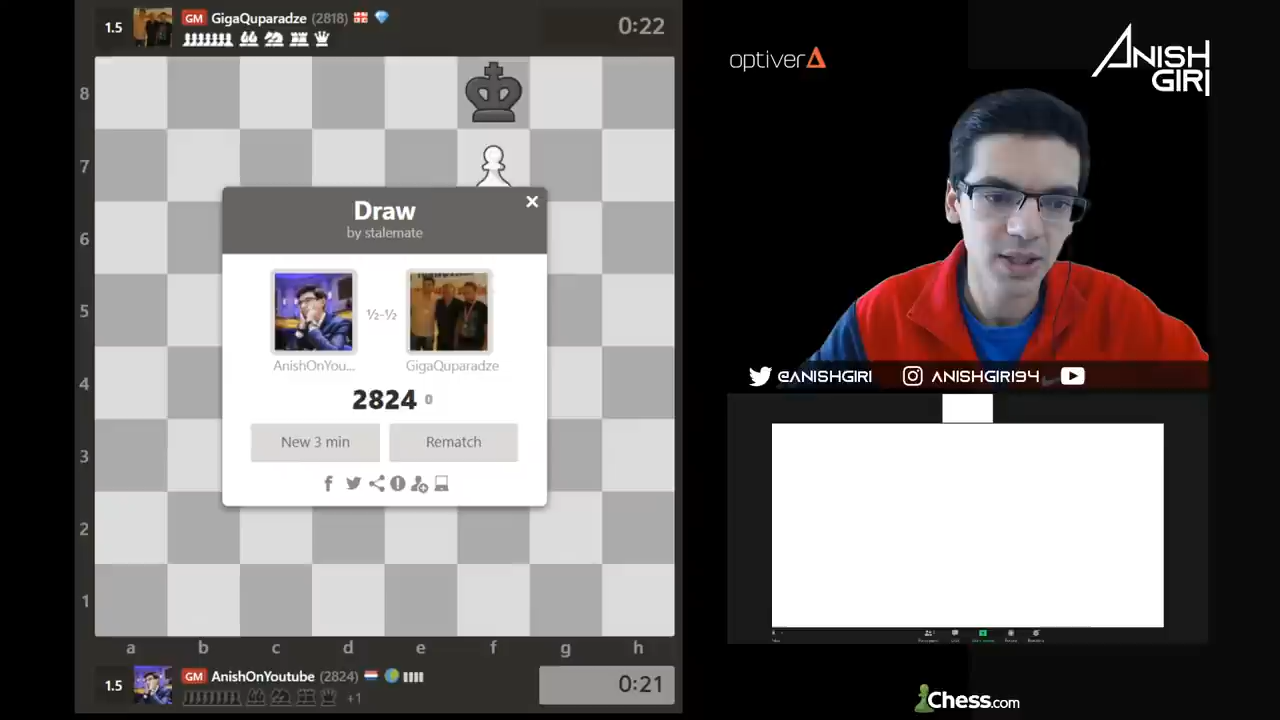 1.5 GM GigaQuparadze (2818) 0:22
optiver
ANISH GIRI
8
7
6
5
4
3
2
1
Draw
by stalemate
½-½
AnishOnYou... GigaQuparadze
2824 0
New 3 min Rematch
@ANISHGIRI ANISHGIRI94
a b c d e f g h
1.5 GM AnishOnYoutube (2824) 0:21
+1
Chess.com